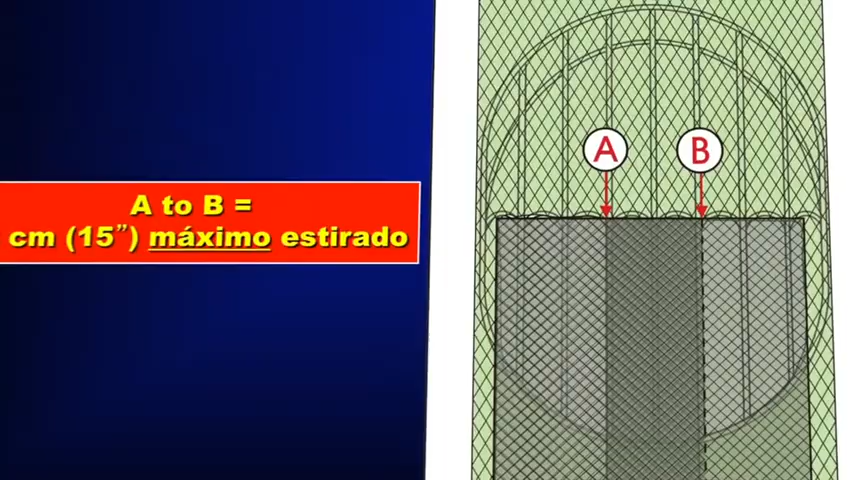 A to B =
cm (15”) máximo estirado
A
B